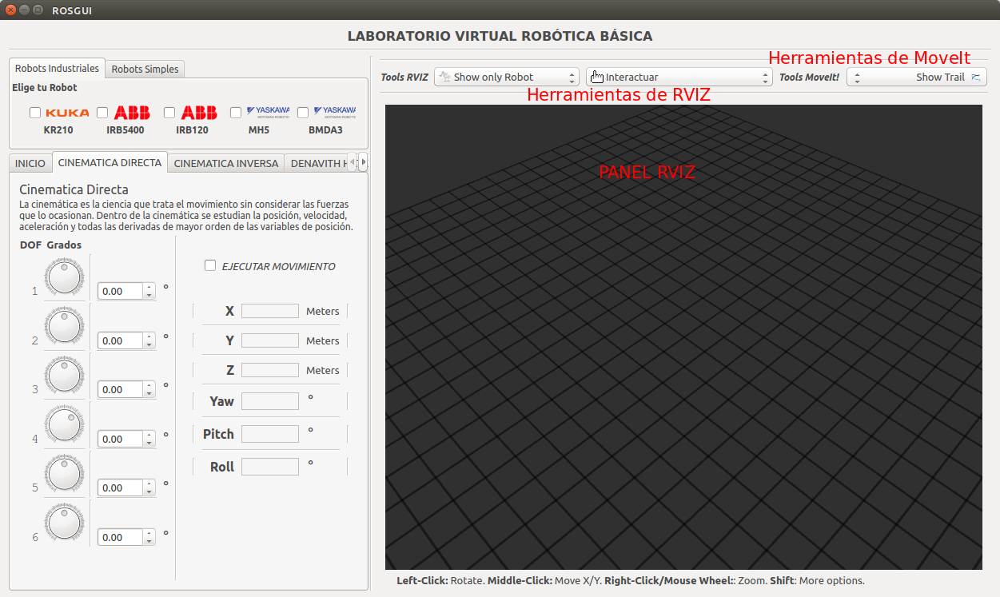 ROSGUI
LABORATORIO VIRTUAL ROBÓTICA BÁSICA
Robots Industriales Robots Simples
Elige tu Robot
KUKA ABB ABB YASKAWA YASKAWA
KR210 IRB5400 IRB120 MH5 BMDA3
INICIO CINEMATICA DIRECTA CINEMATICA INVERSA DENAVITH
Cinematica Directa
La cinemática es la ciencia que trata el movimiento sin considerar las fuerzas
que lo ocasionan. Dentro de la cinemática se estudian la posición, velocidad,
aceleración y todas las derivadas de mayor orden de las variables de posición.
DOF Grados
1 0.00 °
2 0.00 °
3 0.00 °
4 0.00 °
5 0.00 °
6 0.00 °
EJECUTAR MOVIMIENTO
X Meters
Y Meters
Z Meters
Yaw °
Pitch °
Roll °
Herramientas de MoveIt
Tools RVIZ Show only Robot Interactuar Tools MoveIt! Show Trail
Herramientas de RVIZ
PANEL RVIZ
Left-Click: Rotate. Middle-Click: Move X/Y. Right-Click/Mouse Wheel:: Zoom. Shift: More options.